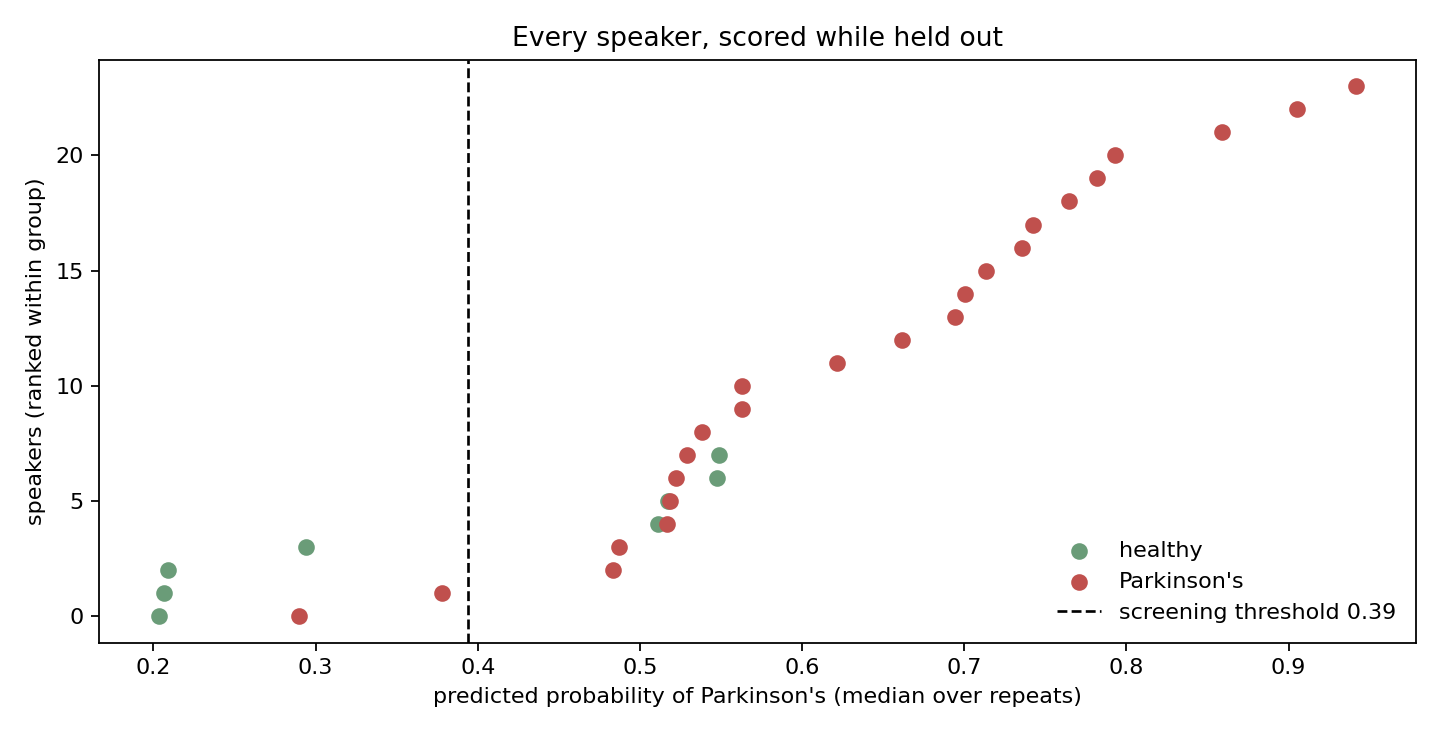 Every speaker, scored while held out
speakers (ranked within group)
20
15
10
5
0
healthy
Parkinson's
screening threshold 0.39
0.2 0.3 0.4 0.5 0.6 0.7 0.8 0.9
predicted probability of Parkinson's (median over repeats)